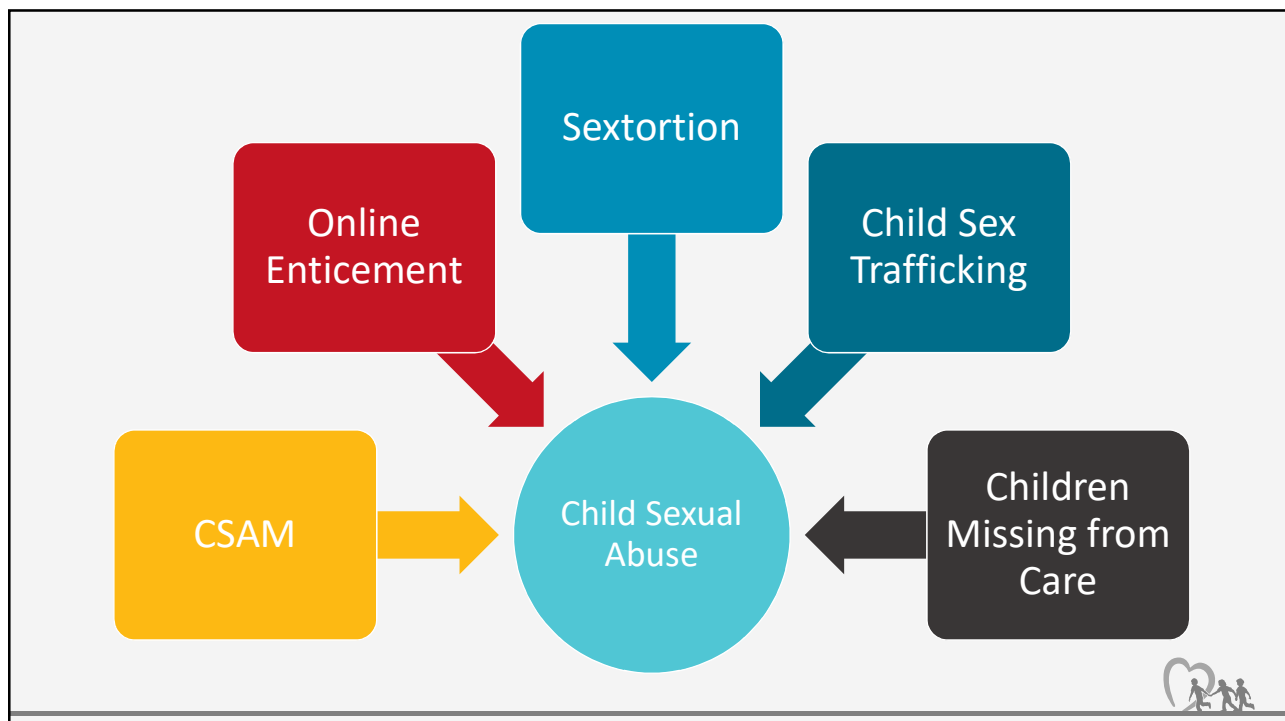 Sextortion
Online
Enticement
Child Sex
Trafficking
CSAM
Child Sexual
Abuse
Children
Missing from
Care